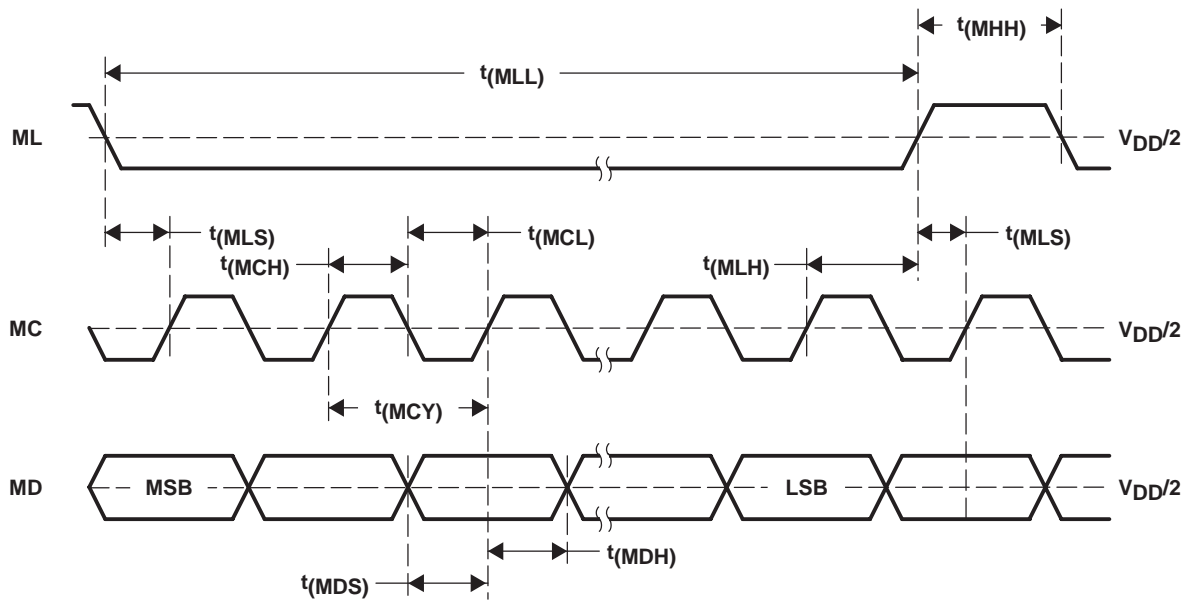 t(MHH)
t(MLL)
ML
VDD/2
t(MLS)
t(MCL)
t(MLS)
t(MCH)
t(MLH)
MC
VDD/2
t(MCY)
MD
MSB
LSB
VDD/2
t(MDH)
t(MDS)